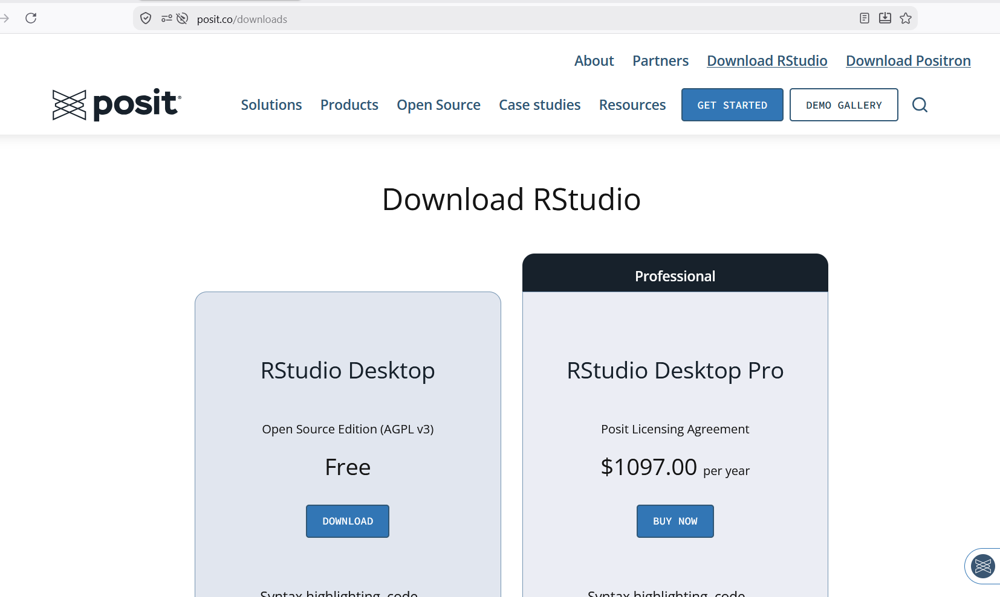 posit.co/downloads
About Partners Download RStudio Download Positron
posit®
Solutions Products Open Source Case studies Resources GET STARTED DEMO GALLERY
Download RStudio
Professional
RStudio Desktop
RStudio Desktop Pro
Open Source Edition (AGPL v3)
Posit Licensing Agreement
Free
$1097.00 per year
DOWNLOAD
BUY NOW
Syntax highlighting, code
Syntax highlighting, code